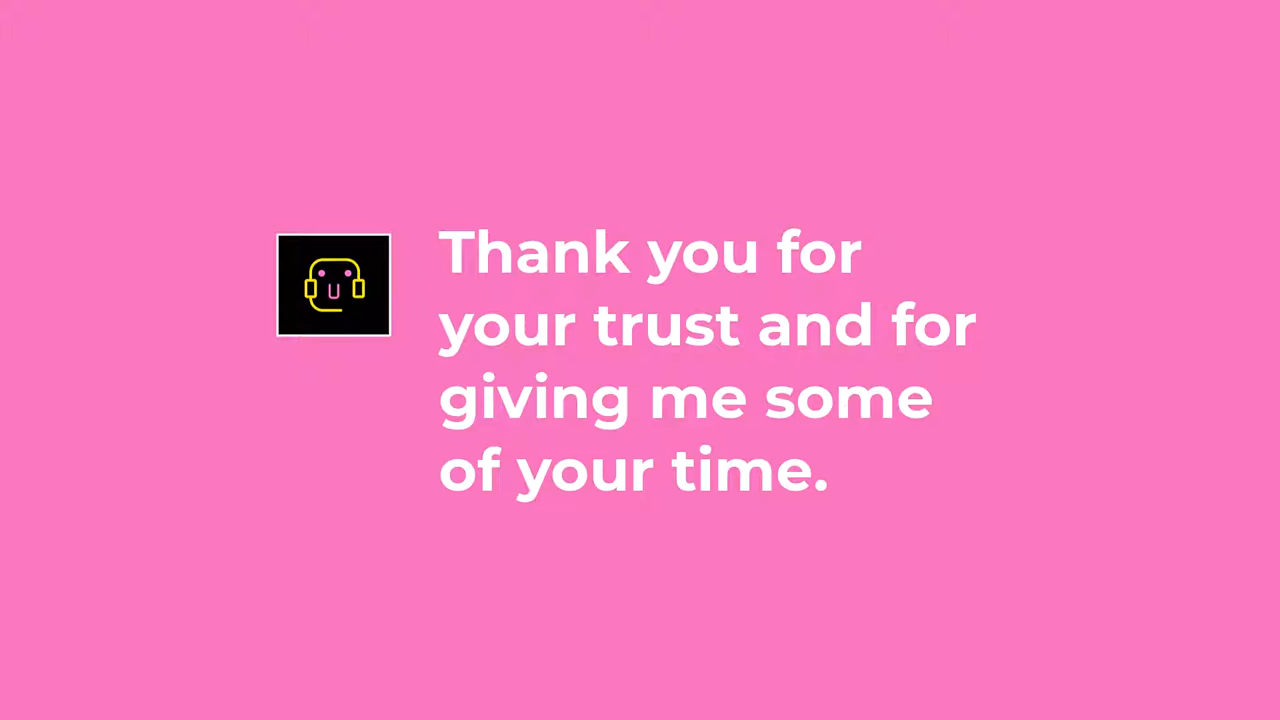 Thank you for
your trust and for
giving me some
of your time.